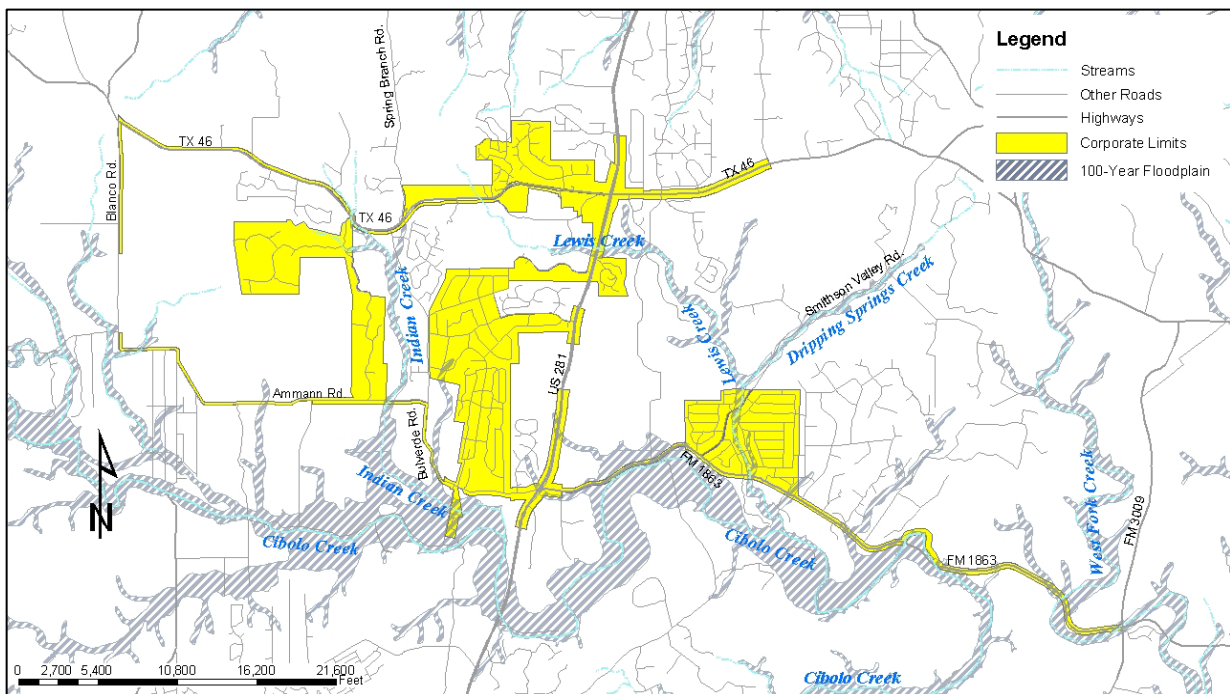 Legend
Streams
Other Roads
Highways
Corporate Limits
100-Year Floodplain
Spring Branch Rd.
TX 46
Blanco Rd.
TX 46
TX 46
Lewis Creek
Smithson Valley Rd.
Dripping Springs Creek
Indian Creek
Lewis Creek
US 281
Ammann Rd.
Bulverde Rd.
FM 1863
Indian Creek
Cibolo Creek
Cibolo Creek
West Fork Creek
FM 3009
FM 1863
N
0 2,700 5,400 10,800 16,200 21,600
Feet
Cibolo Creek